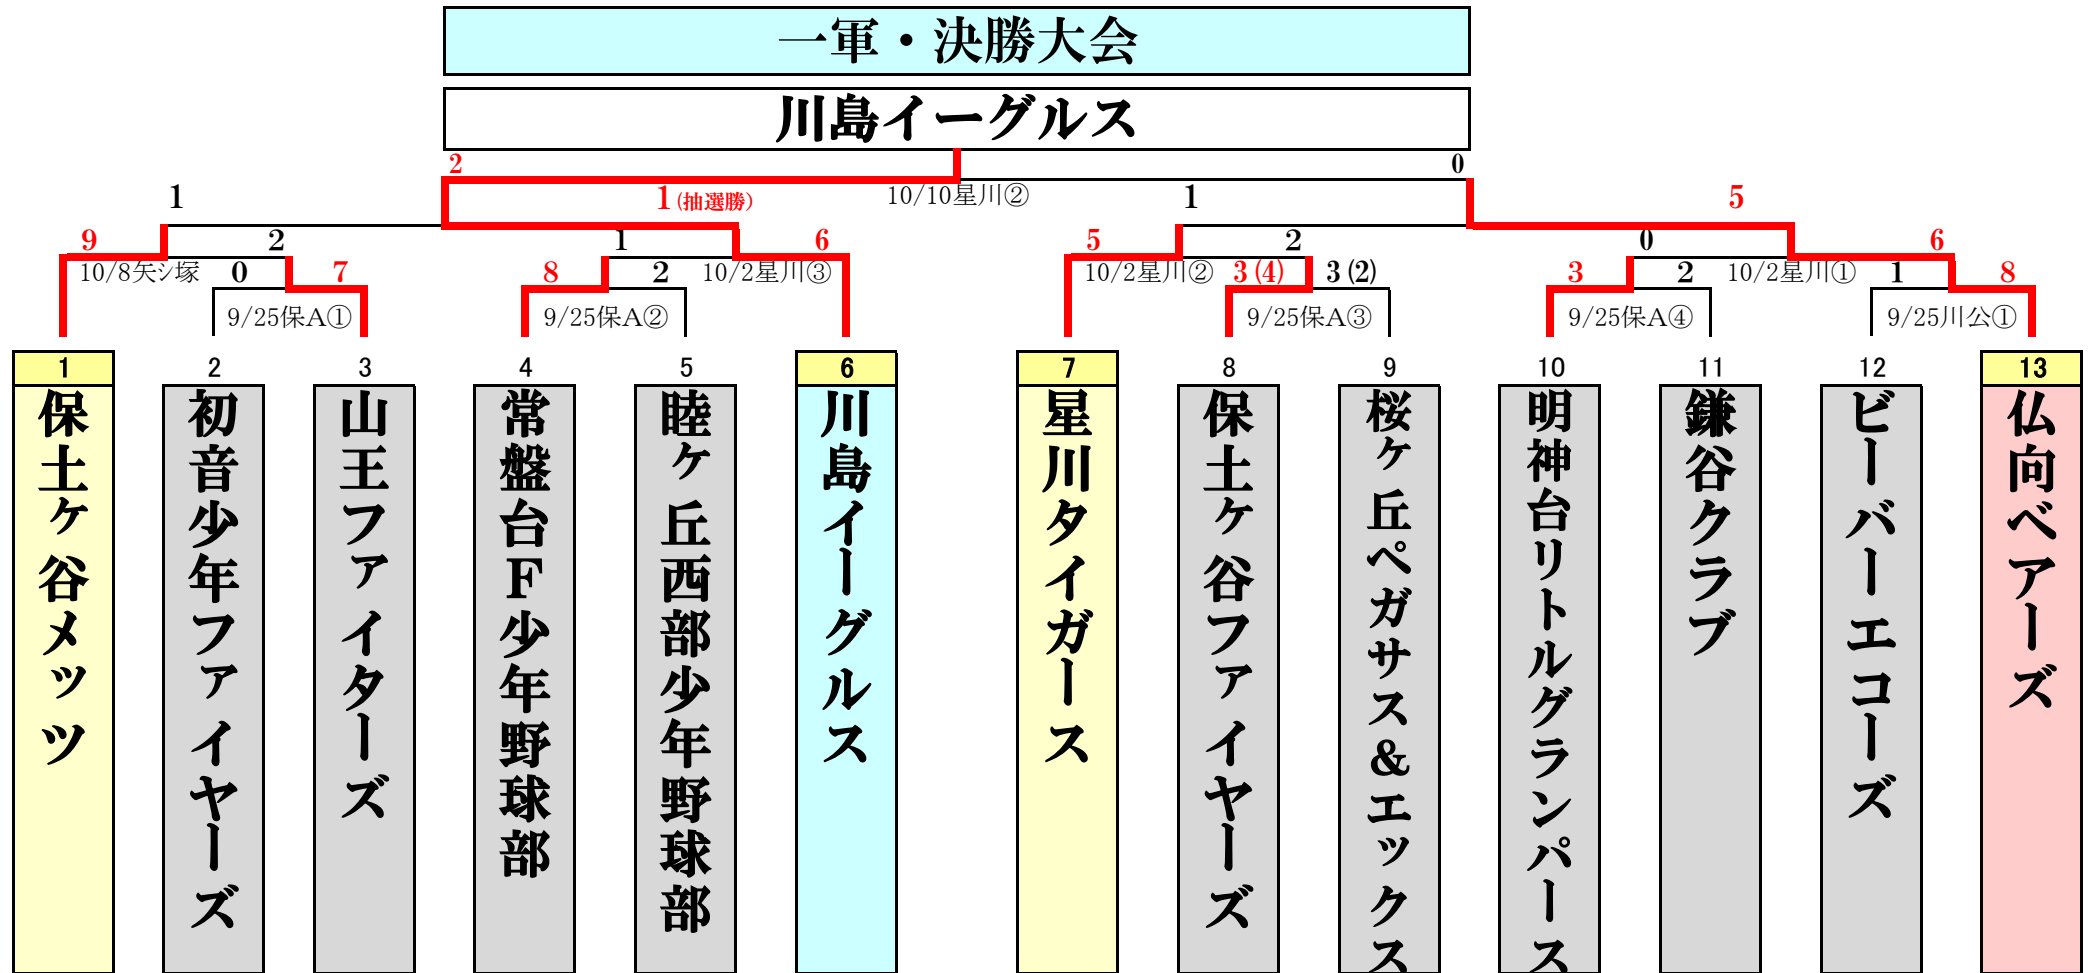 一軍・決勝大会
川島イーグルス
2
0
1
1 (抽選勝)
10/10星川②
1
5
9
2
1
6
5
2
0
6
10/8矢シ塚
0
7
8
2
10/2星川③
10/2星川②
3 (4)
3 (2)
3
2
10/2星川①
1
8
9/25保A①
9/25保A②
9/25保A③
9/25保A④
9/25川公①
1
2
3
4
5
6
7
8
9
10
11
12
13
保土ヶ谷メッツ
初音少年ファイヤーズ
山王ファイターズ
常盤台F少年野球部
睦ヶ丘西部少年野球部
川島イーグルス
星川タイガース
保土ヶ谷ファイヤーズ
桜ヶ丘ペガサス&エックス
明神台リトルグランパース
鎌谷クラブ
ビーバーエコーズ
仏向ベアーズ